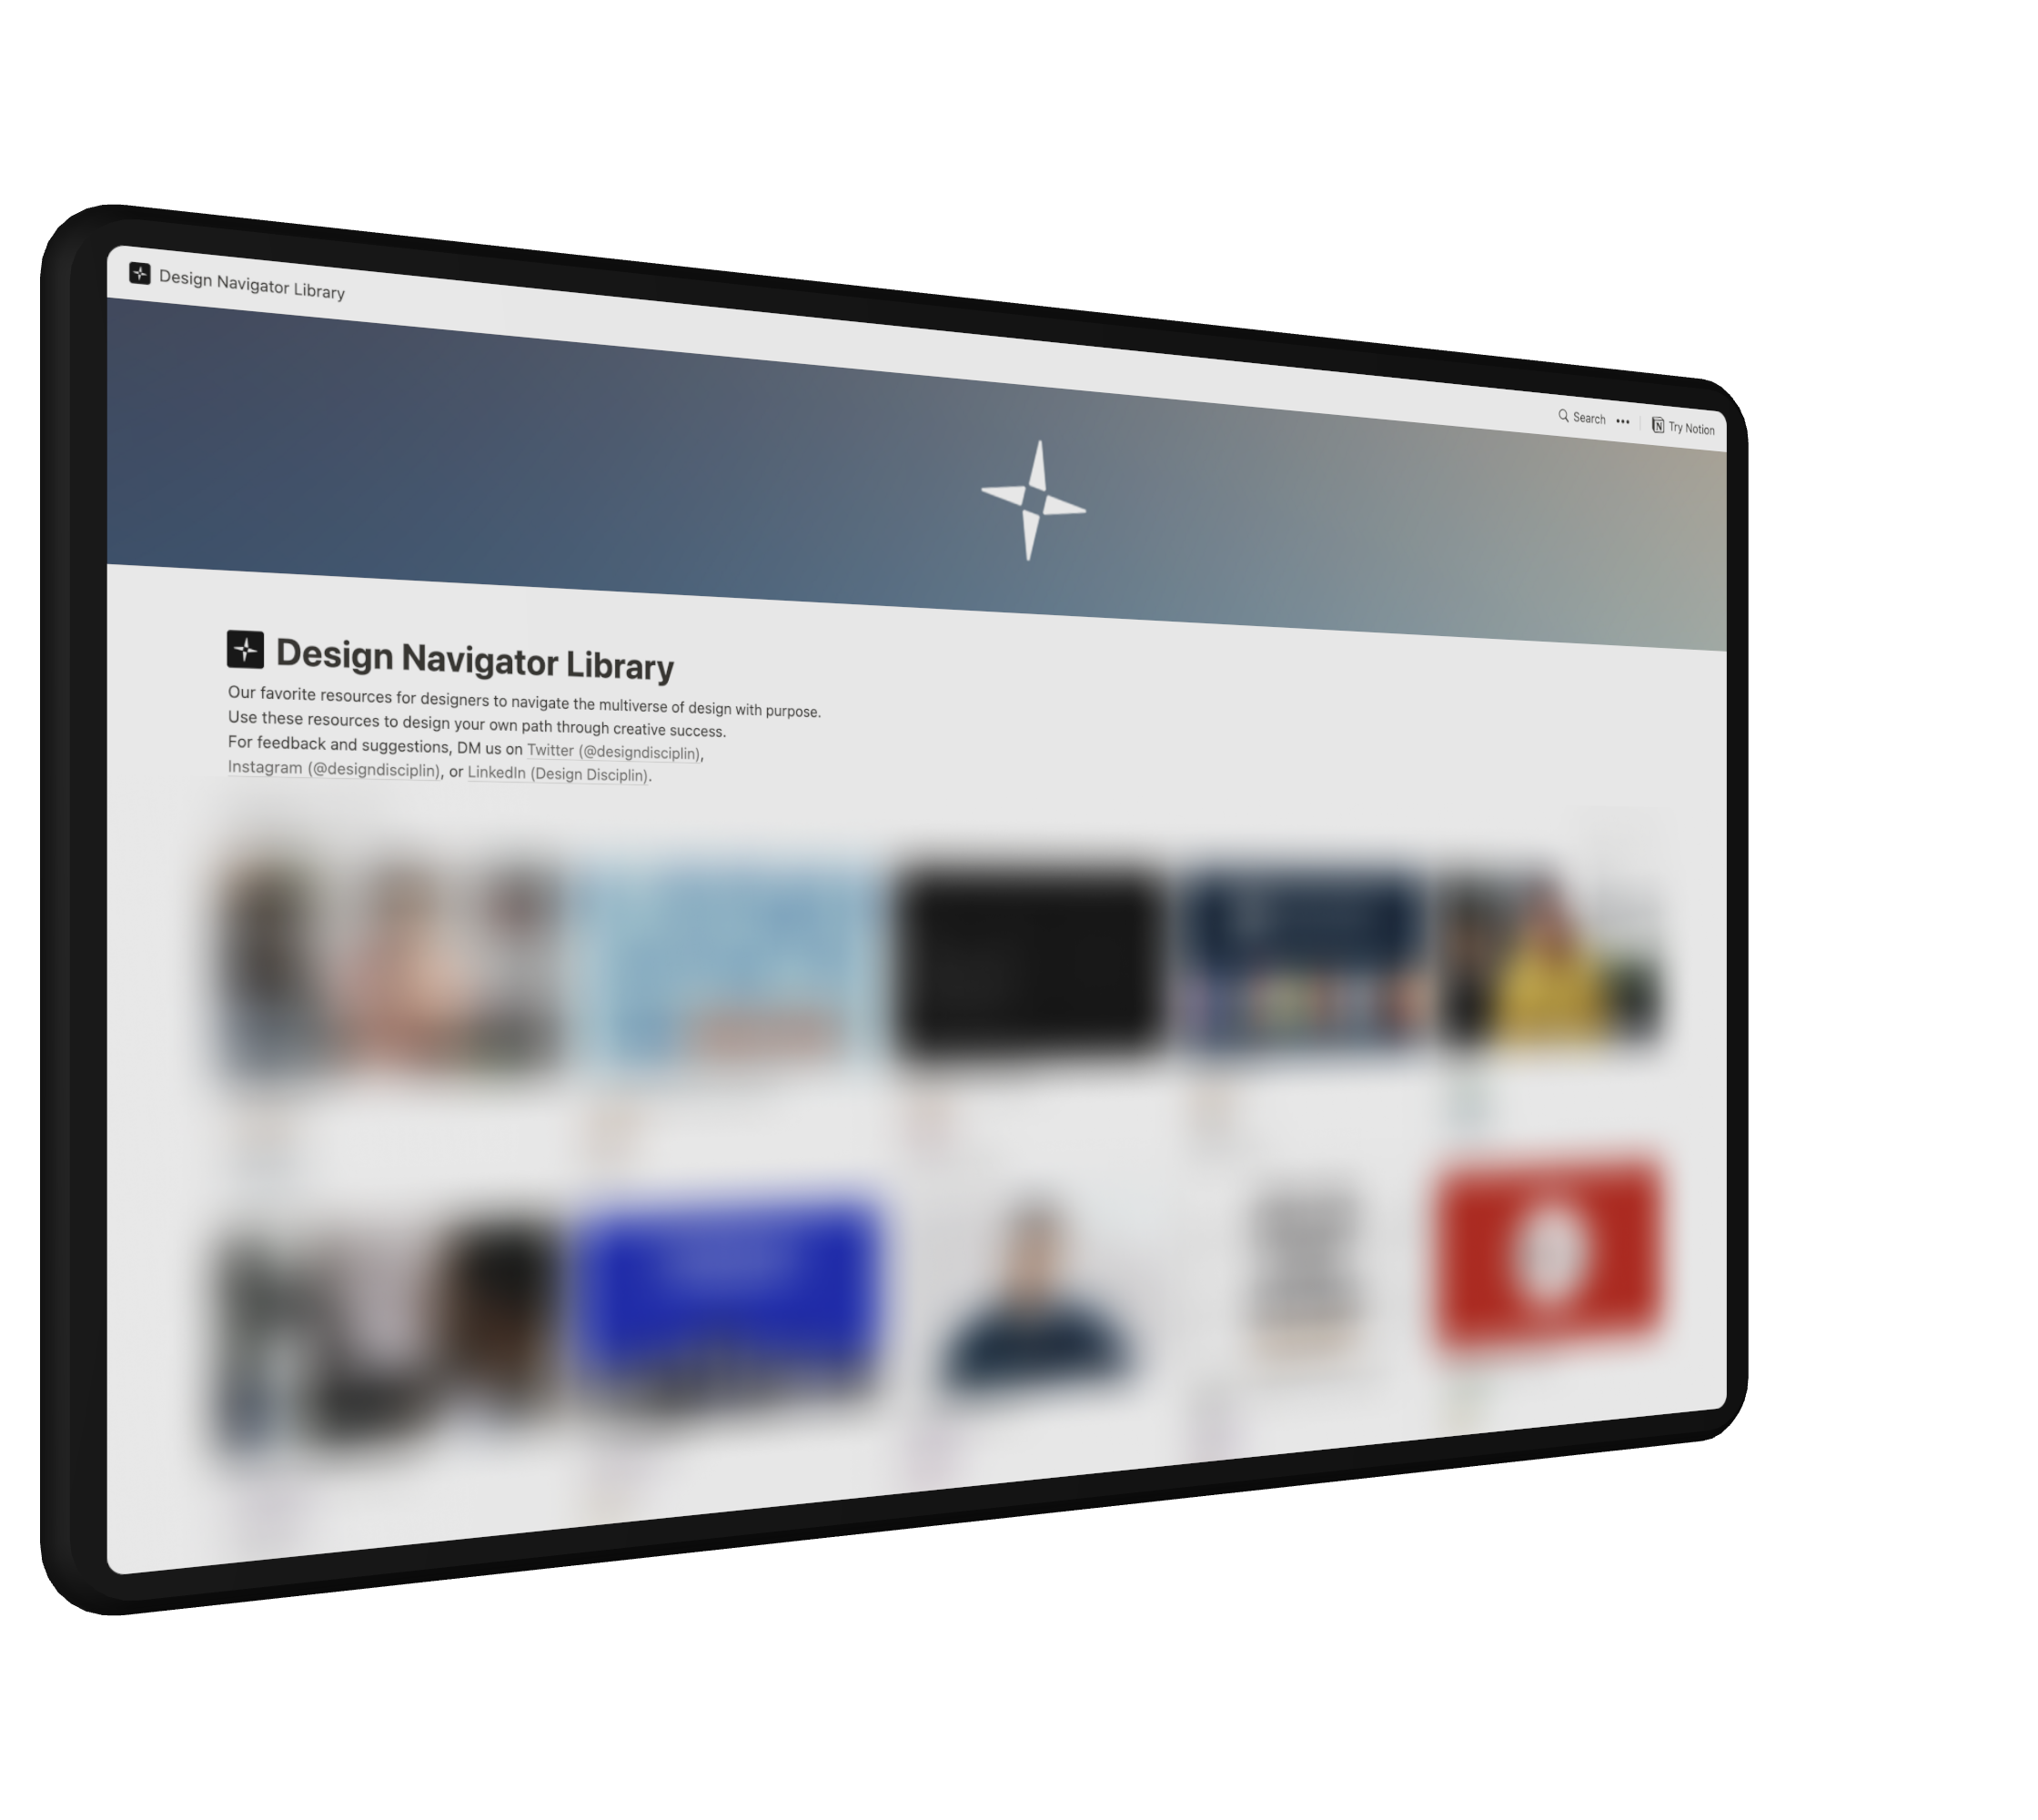 Design Navigator Library
Search ••• Try Notion
Design Navigator Library
Our favorite resources for designers to navigate the multiverse of design with purpose.
Use these resources to design your own path through creative success.
For feedback and suggestions, DM us on Twitter (@designdisciplin),
Instagram (@designdisciplin), or LinkedIn (Design Disciplin).